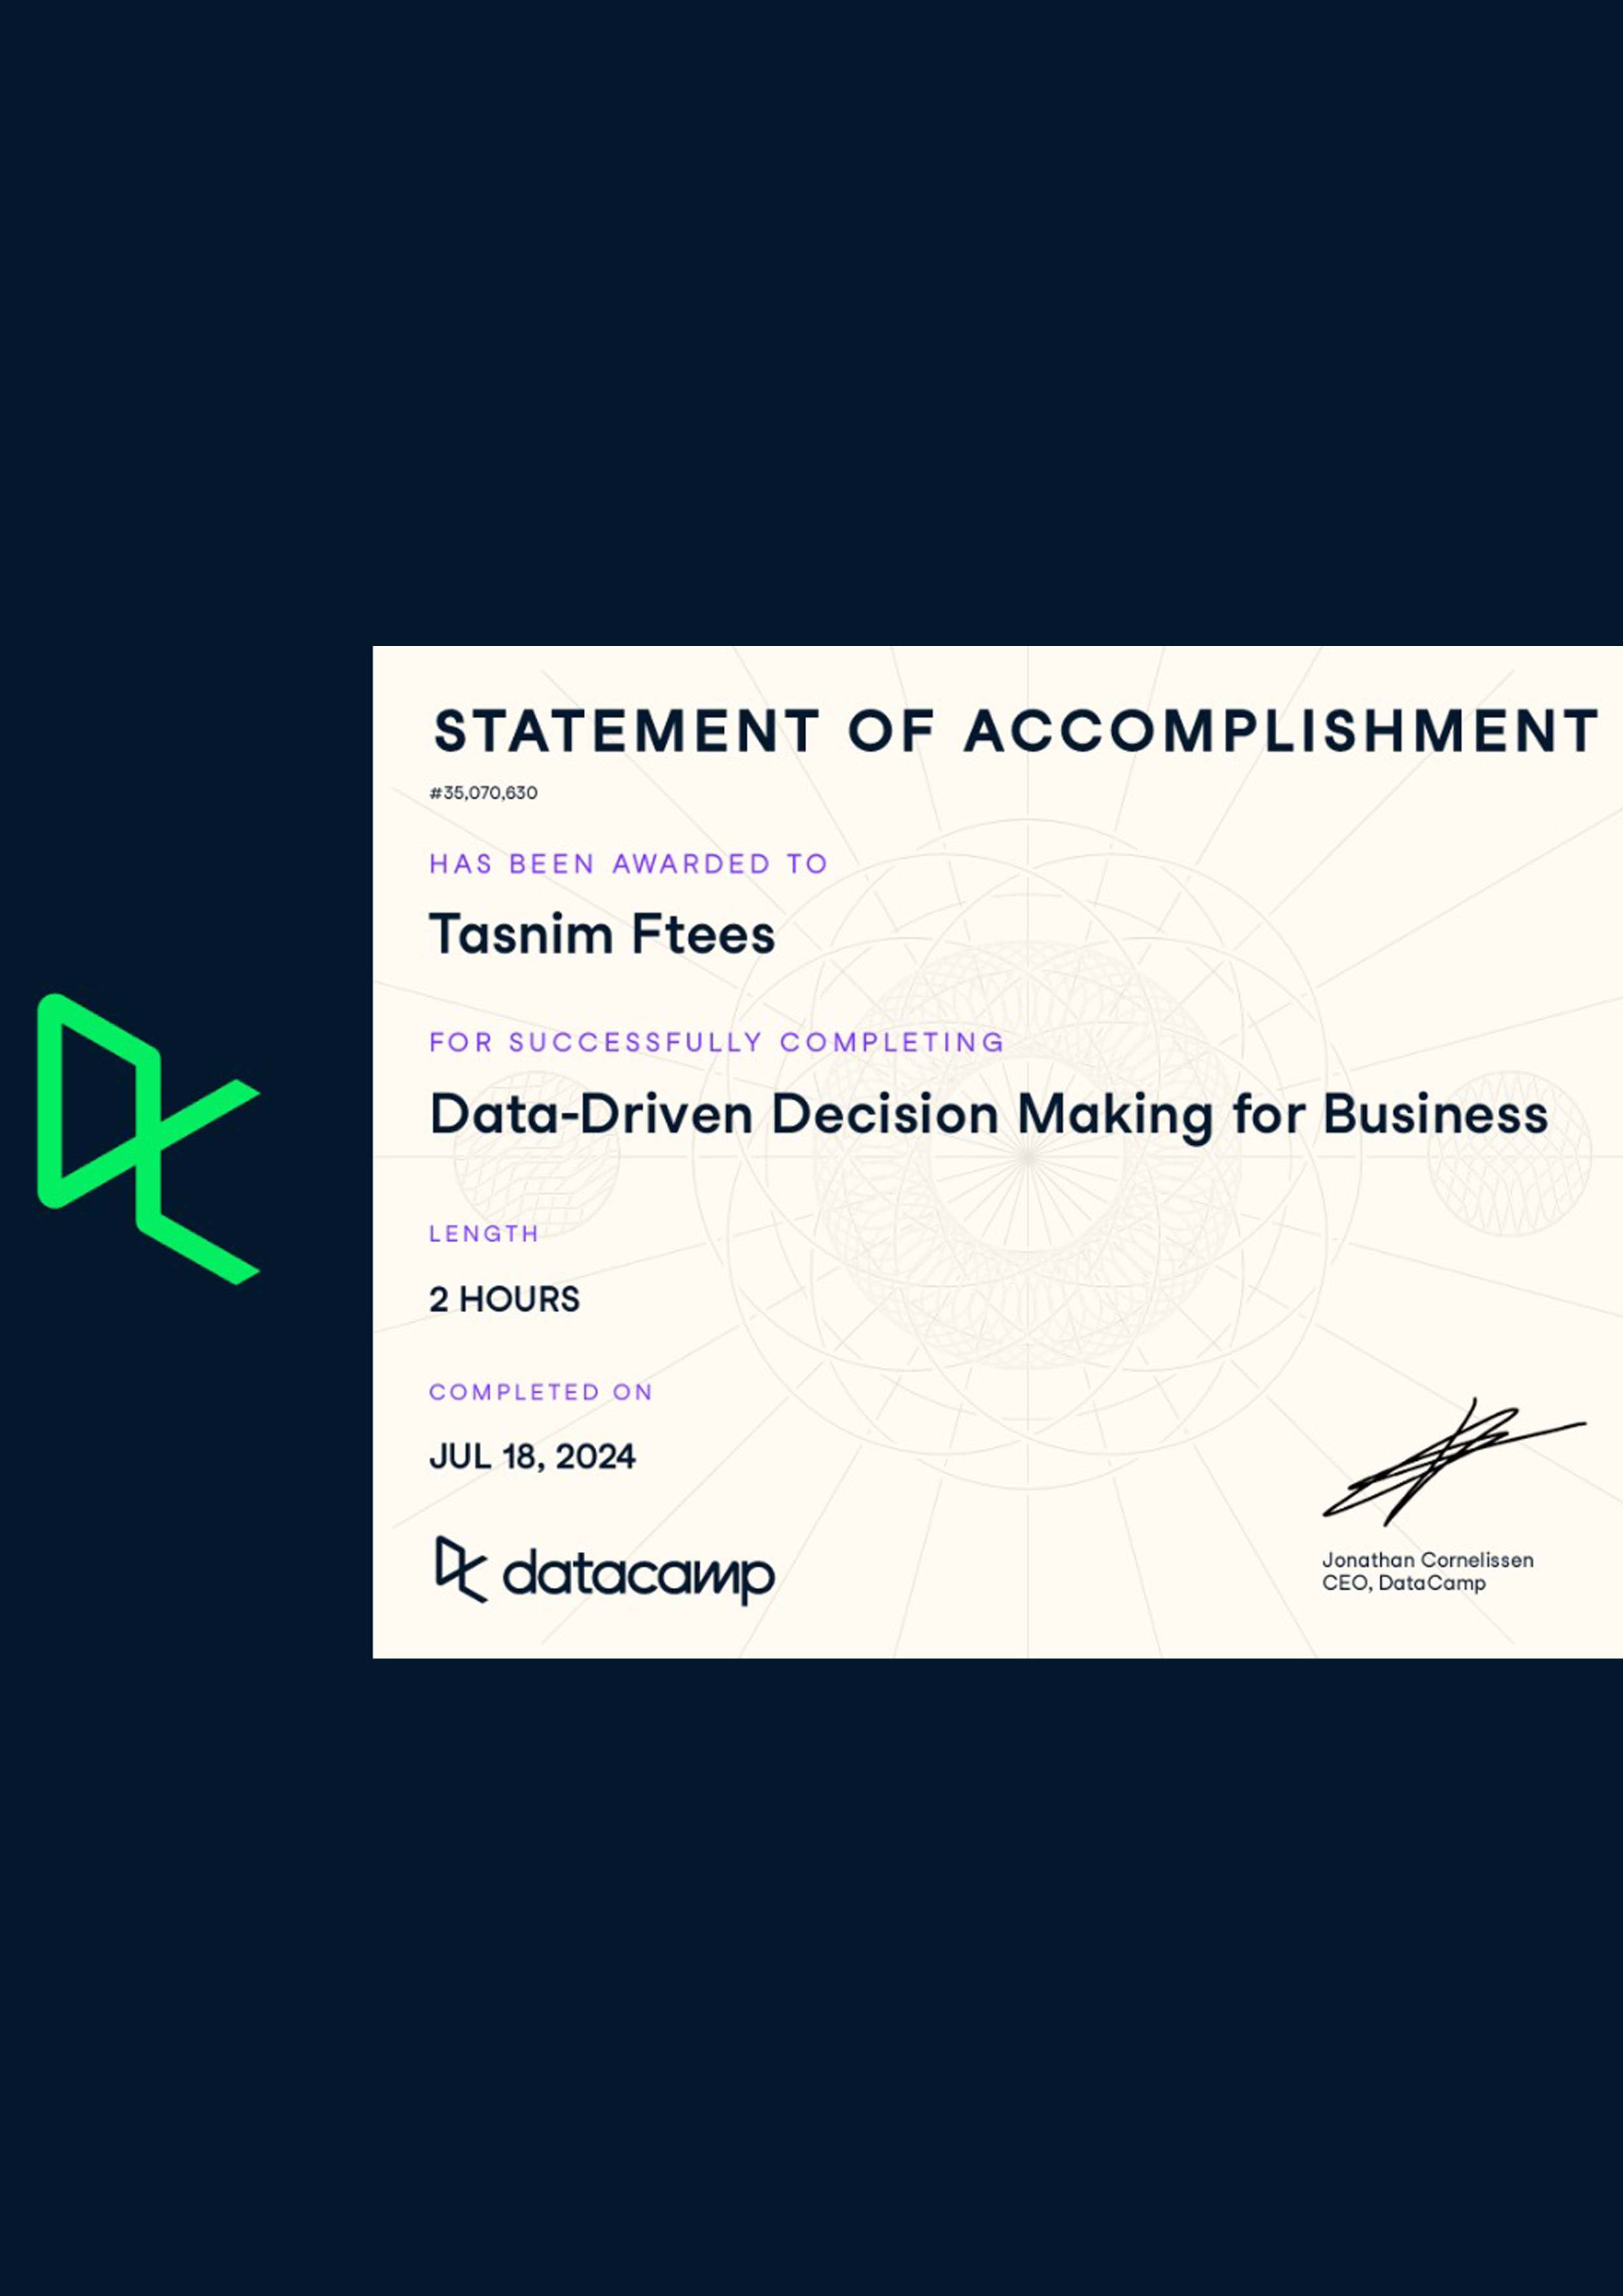 STATEMENT OF ACCOMPLISHMENT
#35,070,630
HAS BEEN AWARDED TO
Tasnim Ftees
FOR SUCCESSFULLY COMPLETING
Data-Driven Decision Making for Business
LENGTH
2 HOURS
COMPLETED ON
JUL 18, 2024
datacamp
Jonathan Cornelissen
CEO, DataCamp